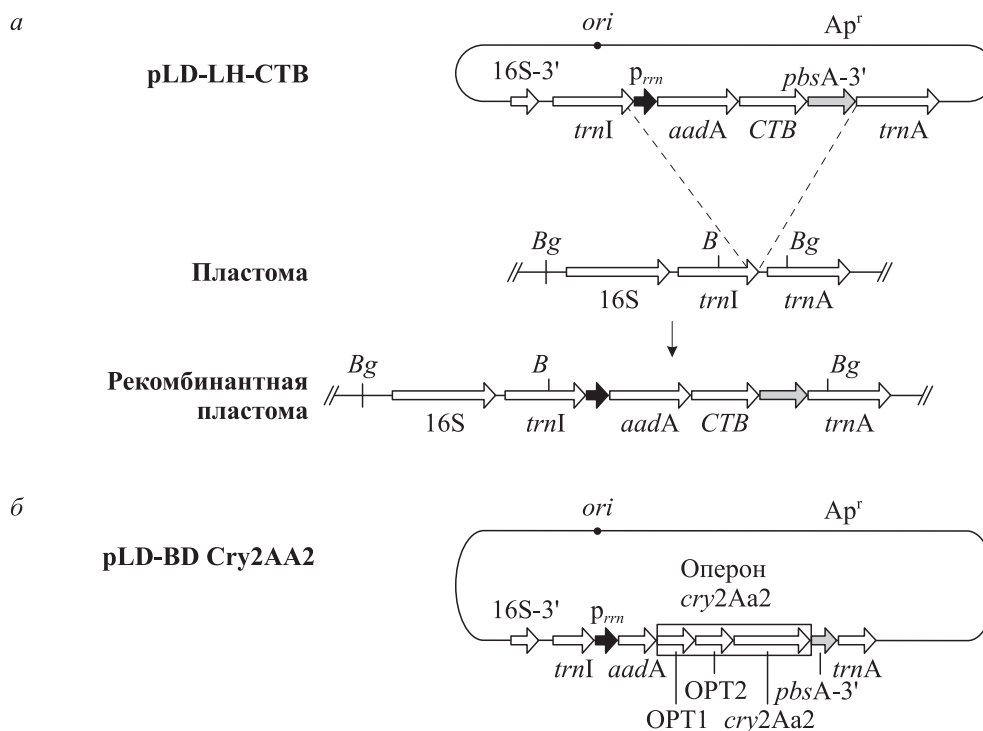 а
ori
Apʳ
pLD-LH-CTB
16S-3'
pᵣᵣₙ
pbsA-3'
trnI
aadA
CTB
trnA
Bg
B
Bg
Пластома
16S
trnI
trnA
Bg
B
Bg
Рекомбинантная
пластома
16S
trnI
aadA
CTB
trnA
б
ori
Apʳ
pLD-BD Cry2AA2
Оперон
cry2Aa2
16S-3'
pᵣᵣₙ
trnI
aadA
trnA
OPT2
pbsA-3'
OPT1
cry2Aa2